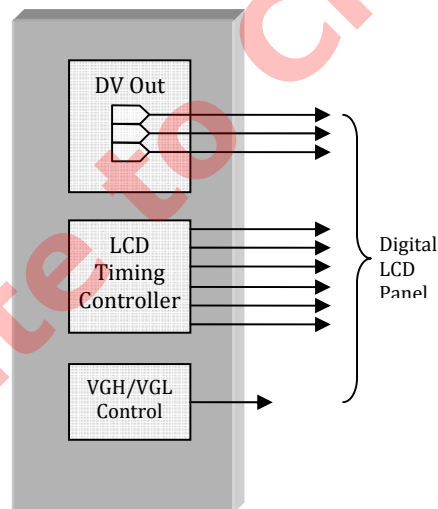 DV Out
LCD
Timing
Controller
VGH/VGL
Control
Digital
LCD
Panel